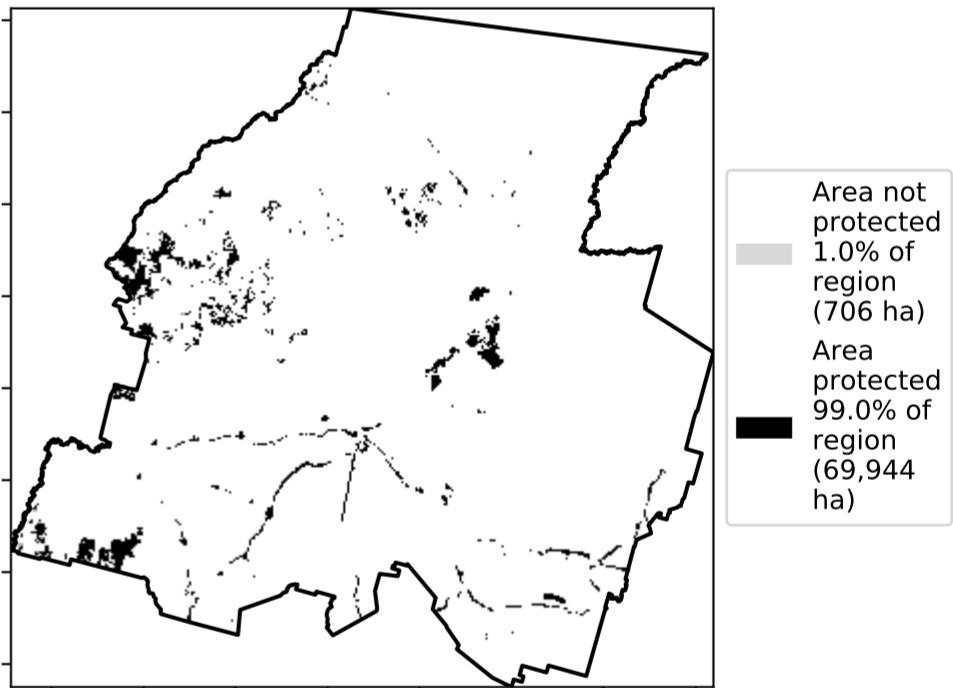 Area not
protected
1.0% of
region
(706 ha)
Area
protected
99.0% of
region
(69,944
ha)